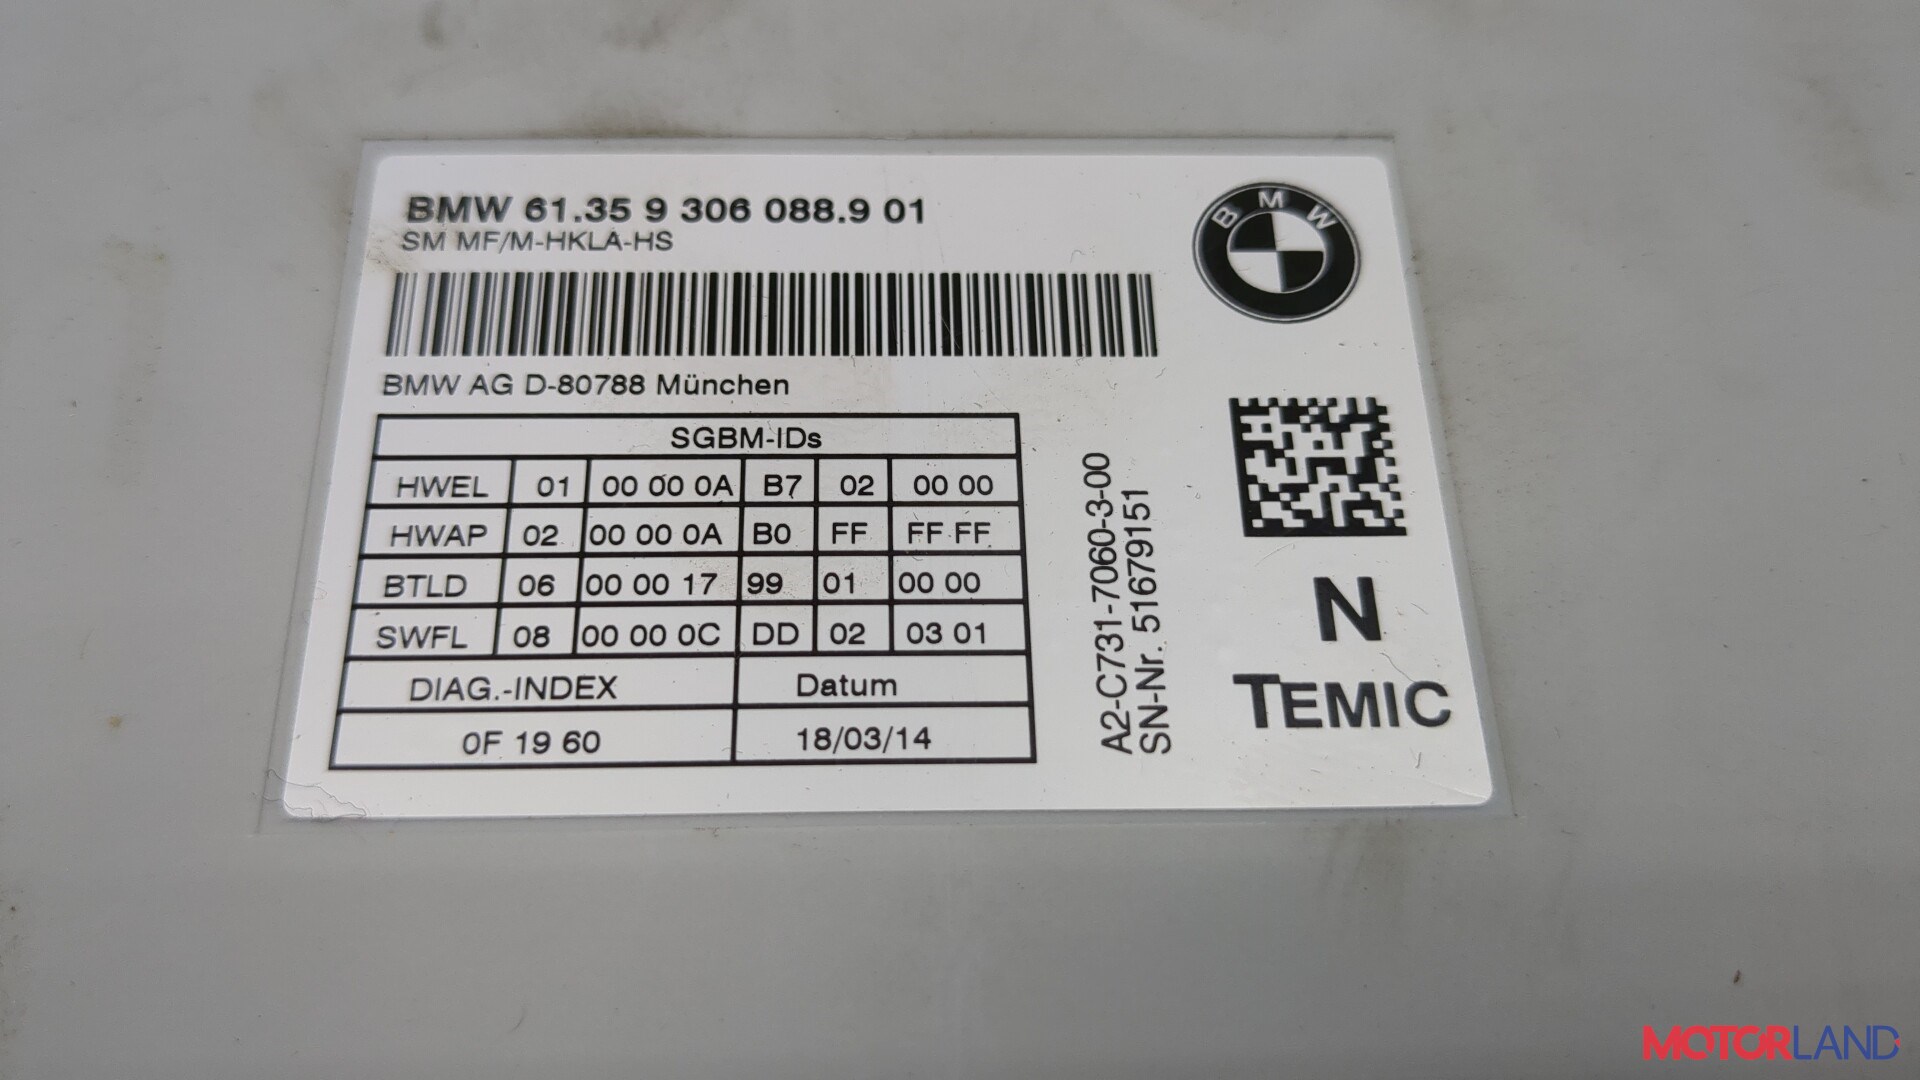 BMW 61.35 9 306 088.9 01
SM MF/M-HKLA-HS
BMW
BMW AG D-80788 München
SGBM-IDs
HWEL 01 00 00 0A B7 02 00 00
HWAP 02 00 00 0A B0 FF FF FF
BTLD 06 00 00 17 99 01 00 00
SWFL 08 00 00 0C DD 02 03 01
DIAG.-INDEX Datum
0F 19 60 18/03/14
A2-C731-7060-3-00
SN-Nr. 516791​51
N
TEMIC
MOTORLAND